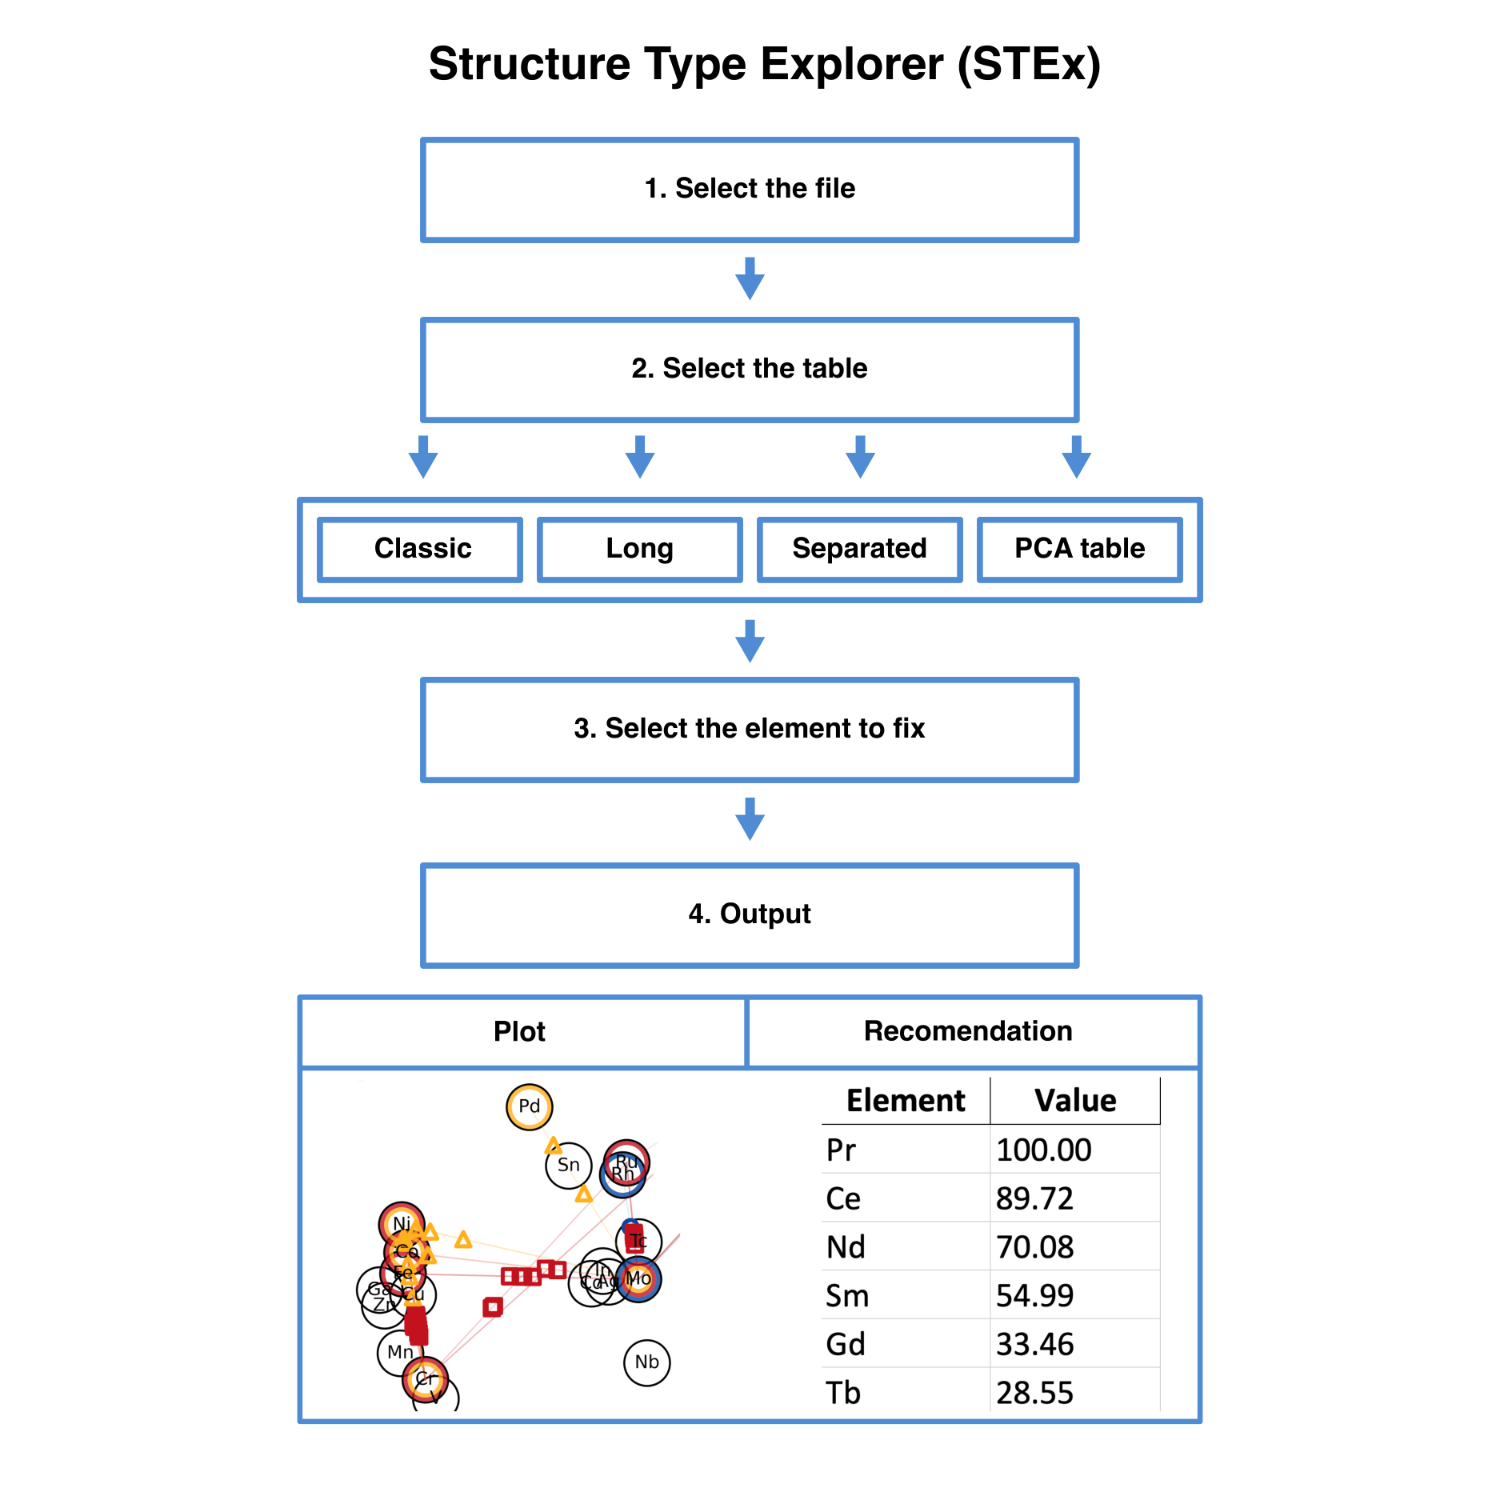 Structure Type Explorer (STEx)
1. Select the file
2. Select the table
Classic
Long
Separated
PCA table
3. Select the element to fix
4. Output
Plot
Recomendation
Pd
Sn
Ru
Rh
Ni
Co
Tc
Fe
In
Mo
Cd
Ag
Ga
Cu
Zn
Mn
Nb
Cr
V
Element Value
Pr 100.00
Ce 89.72
Nd 70.08
Sm 54.99
Gd 33.46
Tb 28.55